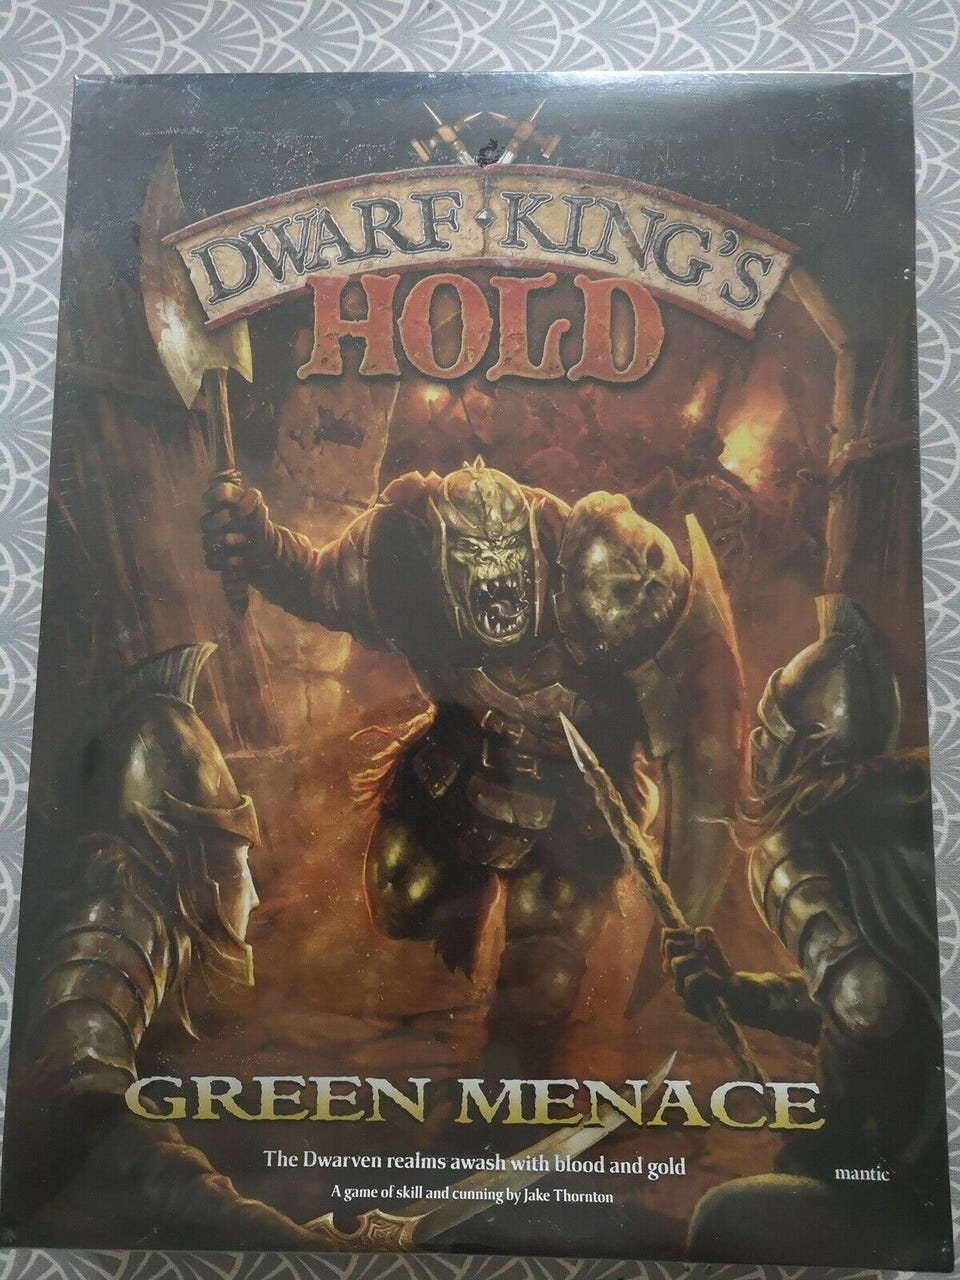 DWARF · KING'S
HOLD
GREEN MENACE
The Dwarven realms awash with blood and gold
mantic
A game of skill and cunning by Jake Thornton